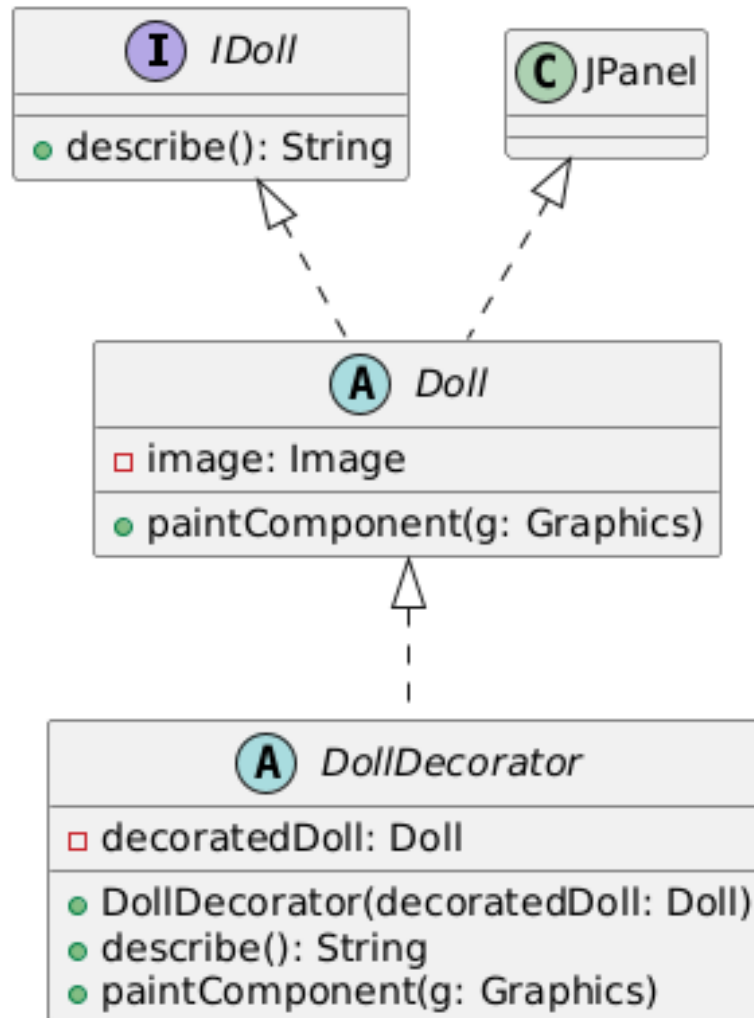 I IDoll
describe(): String
C JPanel
A Doll
image: Image
paintComponent(g: Graphics)
A DollDecorator
decoratedDoll: Doll
DollDecorator(decoratedDoll: Doll)
describe(): String
paintComponent(g: Graphics)